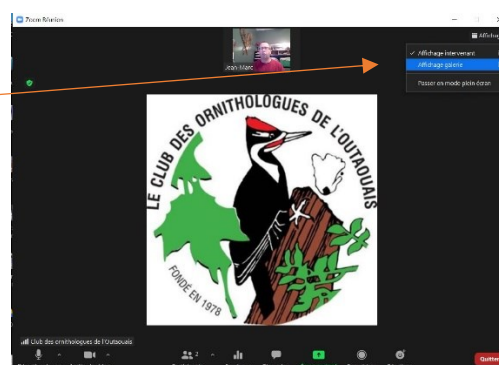 Zoom Réunion
Affichage
Jean-Marc
Affichage intervenant
Affichage galerie
Passer en mode plein écran
LE CLUB DES ORNITHOLOGUES DE L'OUTAOUAIS
FONDÉ EN 1978
Club des ornithologues de l'Outaouais
2
Quitter